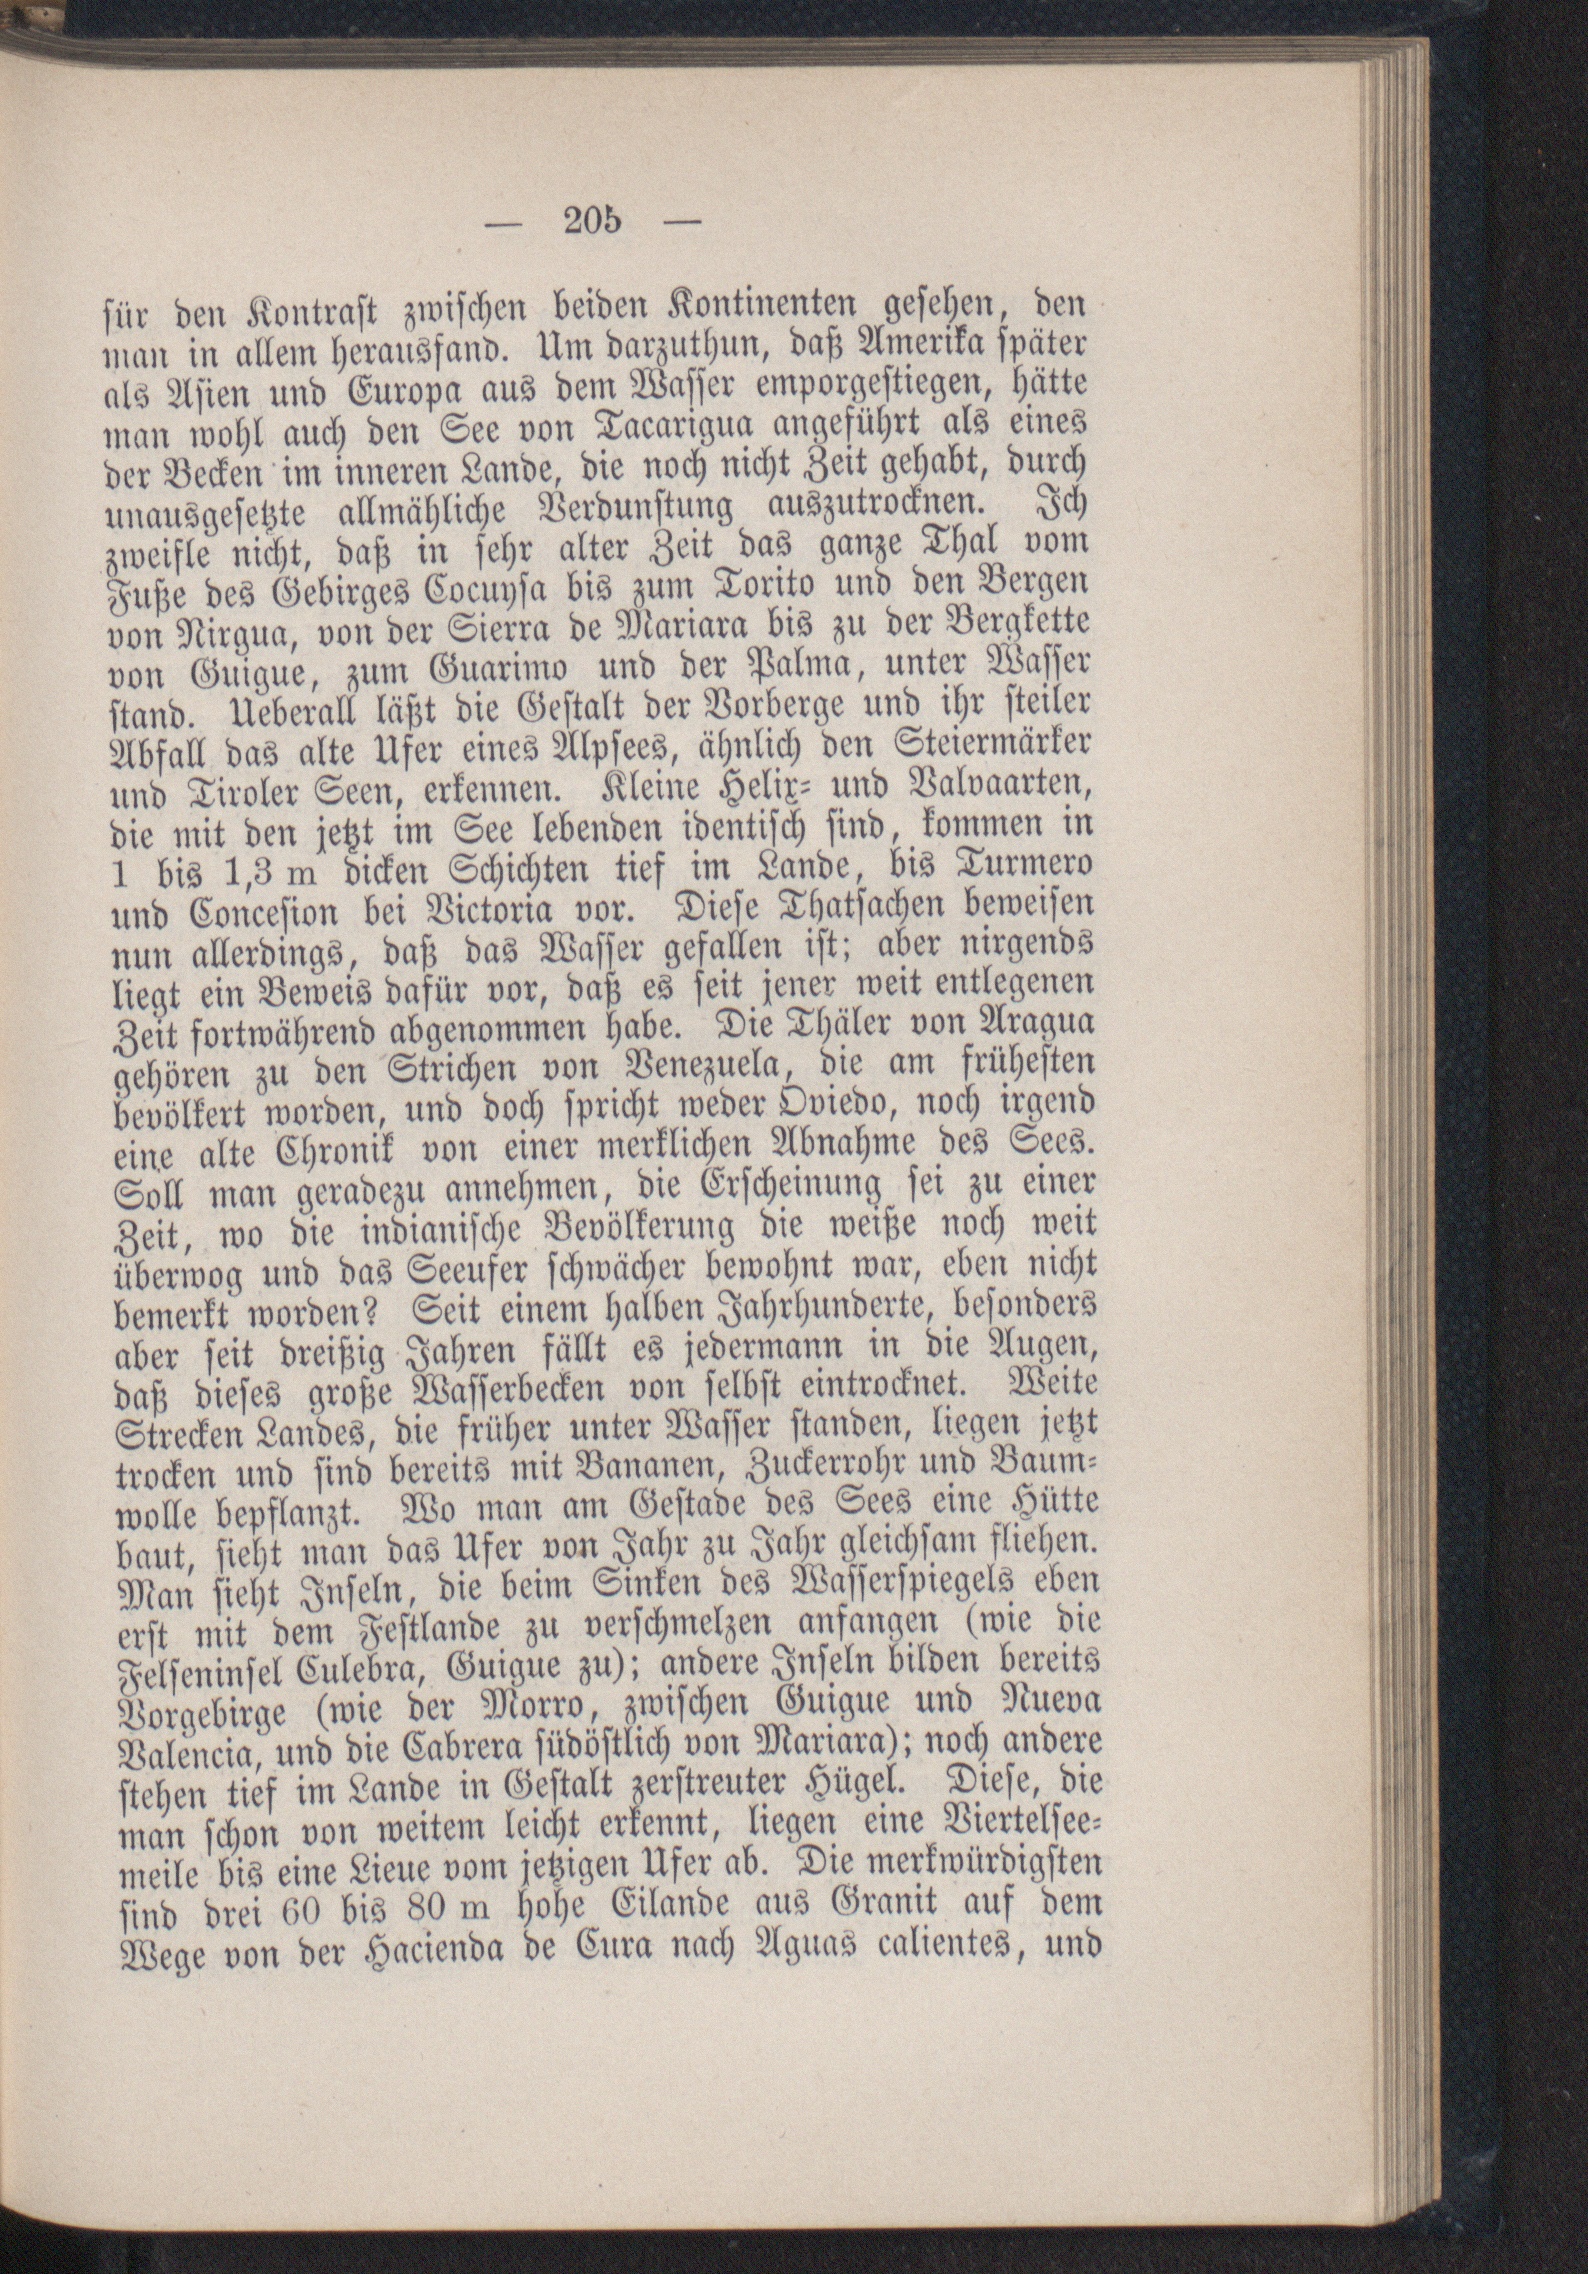 — 205 —
für den Kontrast zwischen beiden Kontinenten gesehen, den
man in allem herausfand. Um darzuthun, daß Amerika später
als Asien und Europa aus dem Wasser emporgestiegen, hätte
man wohl auch den See von Tacarigua angeführt als eines
der Becken im inneren Lande, die noch nicht Zeit gehabt, durch
unausgesetzte allmähliche Verdunstung auszutrocknen. Ich
zweifle nicht, daß in sehr alter Zeit das ganze Thal vom
Fuße des Gebirges Cocuysa bis zum Torito und den Bergen
von Nirgua, von der Sierra de Mariara bis zu der Bergkette
von Guigue, zum Guarimo und der Palma, unter Wasser
stand. Ueberall läßt die Gestalt der Vorberge und ihr steiler
Abfall das alte Ufer eines Alpsees, ähnlich den Steiermärker
und Tiroler Seen, erkennen. Kleine Helix- und Valvaarten,
die mit den jetzt im See lebenden identisch sind, kommen in
1 bis 1,3 m dicken Schichten tief im Lande, bis Turmero
und Concesion bei Victoria vor. Diese Thatsachen beweisen
nun allerdings, daß das Wasser gefallen ist; aber nirgends
liegt ein Beweis dafür vor, daß es seit jener weit entlegenen
Zeit fortwährend abgenommen habe. Die Thäler von Aragua
gehören zu den Strichen von Venezuela, die am frühesten
bevölkert worden, und doch spricht weder Oviedo, noch irgend
eine alte Chronik von einer merklichen Abnahme des Sees.
Soll man geradezu annehmen, die Erscheinung sei zu einer
Zeit, wo die indianische Bevölkerung die weiße noch weit
überwog und das Seeufer schwächer bewohnt war, eben nicht
bemerkt worden? Seit einem halben Jahrhunderte, besonders
aber seit dreißig Jahren fällt es jedermann in die Augen,
daß dieses große Wasserbecken von selbst eintrocknet. Weite
Strecken Landes, die früher unter Wasser standen, liegen jetzt
trocken und sind bereits mit Bananen, Zuckerrohr und Baum-
wolle bepflanzt. Wo man am Gestade des Sees eine Hütte
baut, sieht man das Ufer von Jahr zu Jahr gleichsam fliehen.
Man sieht Inseln, die beim Sinken des Wasserspiegels eben
erst mit dem Festlande zu verschmelzen anfangen (wie die
Felseninsel Culebra, Guigue zu); andere Inseln bilden bereits
Vorgebirge (wie der Morro, zwischen Guigue und Nueva
Valencia, und die Cabrera südöstlich von Mariara); noch andere
stehen tief im Lande in Gestalt zerstreuter Hügel. Diese, die
man schon von weitem leicht erkennt, liegen eine Viertelsee-
meile bis eine Lieue vom jetzigen Ufer ab. Die merkwürdigsten
sind drei 60 bis 80 m hohe Eilande aus Granit auf dem
Wege von der Hacienda de Cura nach Aguas calientes, und